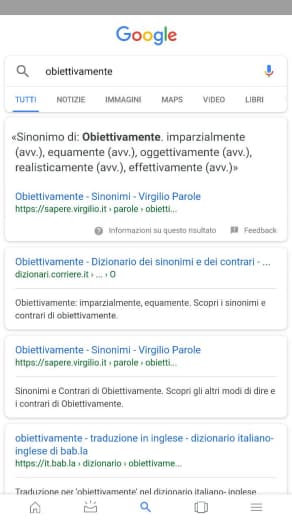 Google
obiettivamente
TUTTI NOTIZIE IMMAGINI MAPS VIDEO LIBRI
«Sinonimo di: Obiettivamente. imparzialmente
(avv.), equamente (avv.), oggettivamente (avv.),
realisticamente (avv.), effettivamente (avv.)»
Obiettivamente - Sinonimi - Virgilio Parole
https://sapere.virgilio.it › parole › obietti...
Informazioni su questo risultato Feedback
Obiettivamente - Dizionario dei sinonimi e dei contrari - ...
dizionari.corriere.it › ... › O
Obiettivamente: imparzialmente, equamente. Scopri i sinonimi e
contrari di obiettivamente.
Obiettivamente - Sinonimi - Virgilio Parole
https://sapere.virgilio.it › parole › obietti...
Sinonimi e Contrari di Obiettivamente. Scopri gli altri modi di dire e
i contrari di Obiettivamente.
obiettivamente - traduzione in inglese - dizionario italiano-
inglese di bab.la
https://it.bab.la › dizionario › obiettivame...
Traduzione per 'obiettivamente' nel dizionario italiano- inglese